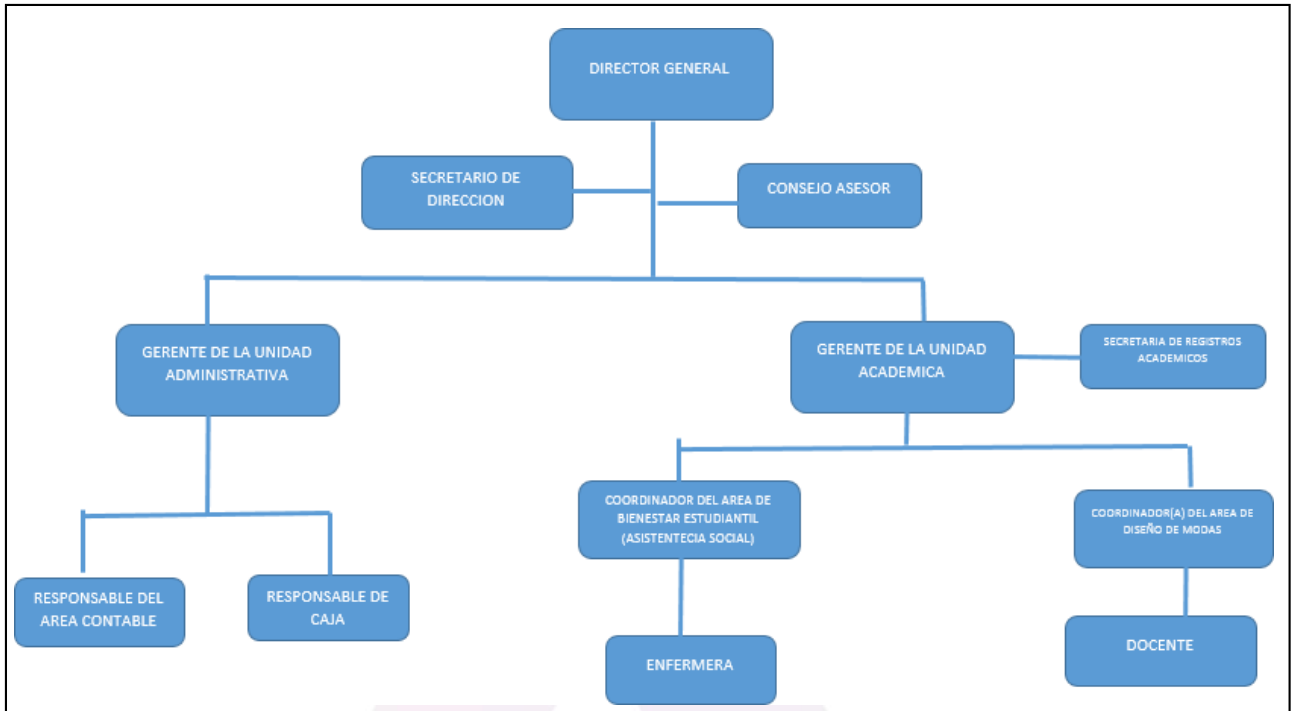 DIRECTOR GENERAL
SECRETARIO DE
DIRECCION
CONSEJO ASESOR
GERENTE DE LA UNIDAD
ADMINISTRATIVA
GERENTE DE LA UNIDAD
ACADEMICA
SECRETARIA DE REGISTROS
ACADEMICOS
COORDINADOR DEL AREA DE
BIENESTAR ESTUDIANTIL
(ASISTENTECIA SOCIAL)
COORDINADOR(A) DEL AREA DE
DISEÑO DE MODAS
RESPONSABLE DEL
AREA CONTABLE
RESPONSABLE DE
CAJA
ENFERMERA
DOCENTE